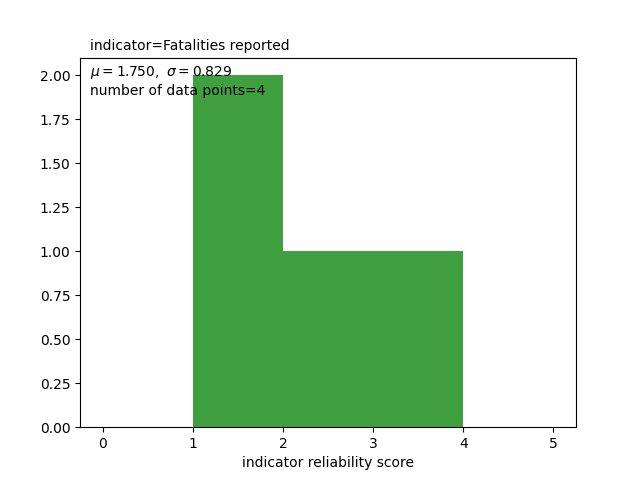 indicator=Fatalities reported
μ = 1.750, σ = 0.829
number of data points=4
2.00
1.75
1.50
1.25
1.00
0.75
0.50
0.25
0.00
0 1 2 3 4 5
indicator reliability score